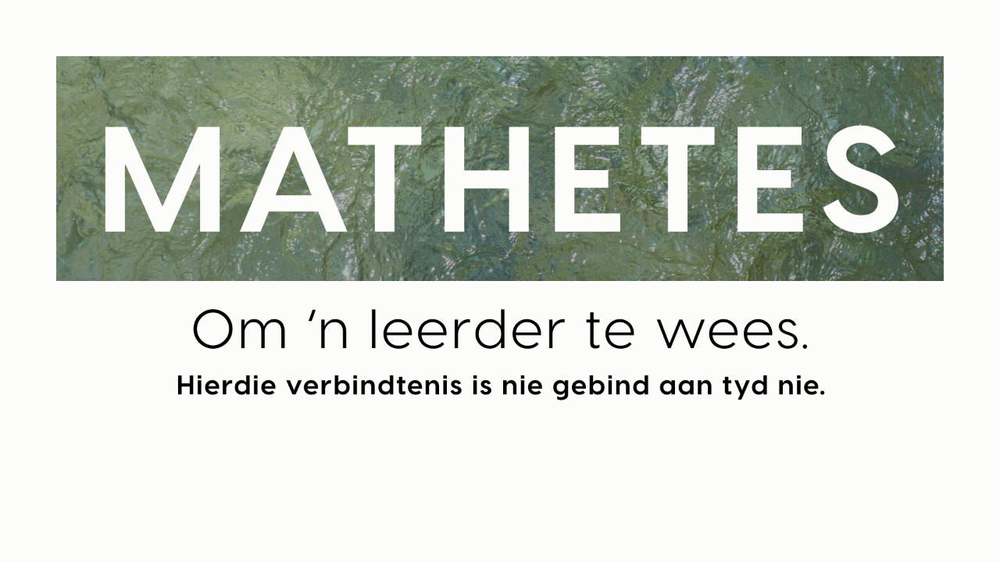 MATHETES
Om ‘n leerder te wees.
Hierdie verbindtenis is nie gebind aan tyd nie.